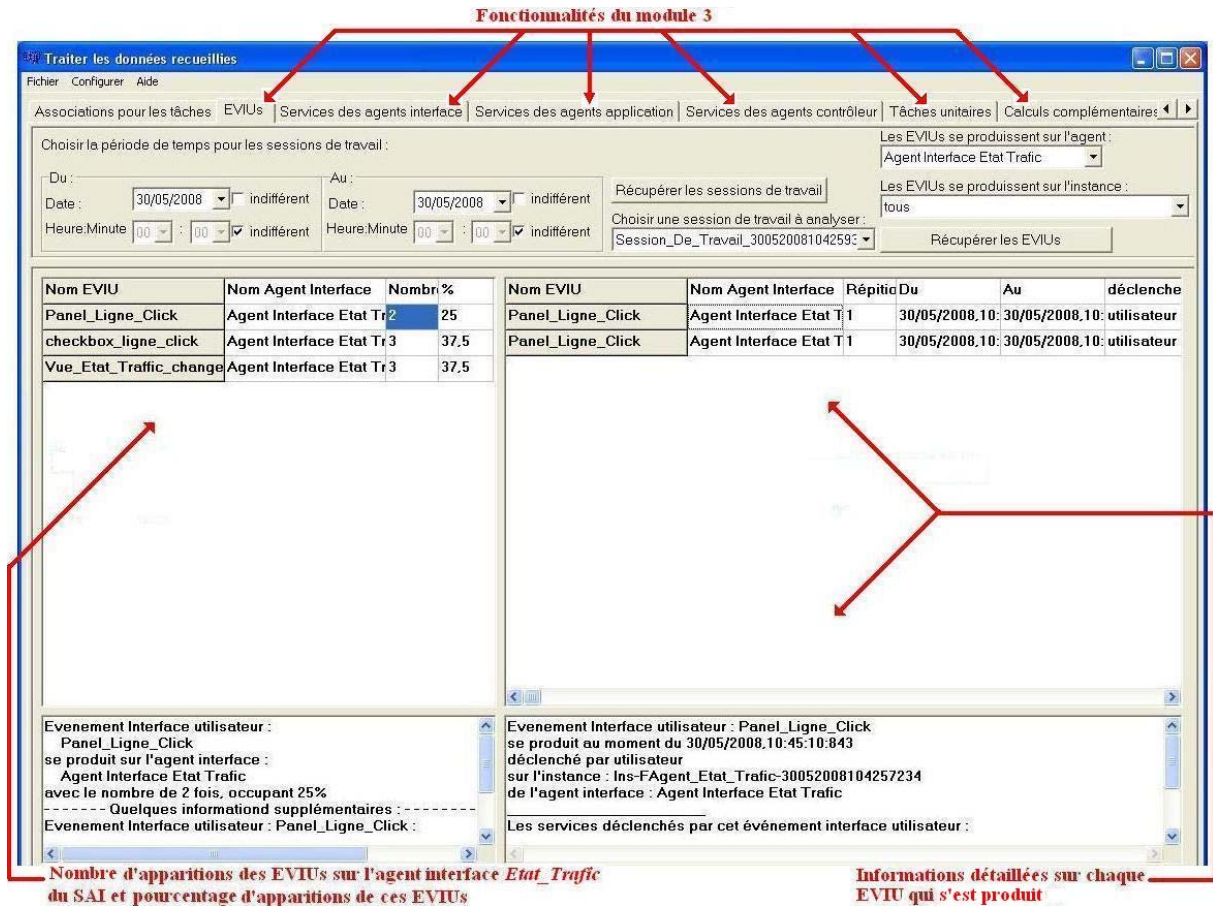 Fonctionnalités du module 3
Traiter les données recueillies
Fichier Configurer Aide
Associations pour les tâches EVIUs Services des agents interface Services des agents application Services des agents contrôleur Tâches unitaires Calculs complémentaires
Choisir la période de temps pour les sessions de travail :
Les EVIUs se produissent sur l'agent :
Agent Interface Etat Trafic
Du :
Au :
Date : 30/05/2008 indifférent
Date : 30/05/2008 indifférent
Récupérer les sessions de travail
Les EVIUs se produissent sur l'instance :
tous
Heure:Minute 00 : 00 indifférent
Heure:Minute 00 : 00 indifférent
Choisir une session de travail à analyser :
Session_De_Travail_30052008104259
Récupérer les EVIUs
Nom EVIU Nom Agent Interface Nombr %
Panel_Ligne_Click Agent Interface Etat Tr 2 25
checkbox_ligne_click Agent Interface Etat Tr 3 37,5
Vue_Etat_Traffic_change Agent Interface Etat Tr 3 37,5
Nom EVIU Nom Agent Interface Répitio Du Au déclenche
Panel_Ligne_Click Agent Interface Etat T 1 30/05/2008,10: 30/05/2008,10: utilisateur
Panel_Ligne_Click Agent Interface Etat T 1 30/05/2008,10: 30/05/2008,10: utilisateur
Evenement Interface utilisateur :
Panel_Ligne_Click
se produit sur l'agent interface :
Agent Interface Etat Trafic
avec le nombre de 2 fois, occupant 25%
- - - - - - - Quelques informationd supplémentaires : - - - - - - - -
Evenement Interface utilisateur : Panel_Ligne_Click :
Evenement Interface utilisateur : Panel_Ligne_Click
se produit au moment du 30/05/2008,10:45:10:843
déclenché par utilisateur
sur l'instance : Ins-FAgent_Etat_Trafic-30052008104257234
de l'agent interface : Agent Interface Etat Trafic
Les services déclenchés par cet événement interface utilisateur :
Nombre d'apparitions des EVIUs sur l'agent interface Etat_Trafic
du SAI et pourcentage d'apparitions de ces EVIUs
Informations détaillées sur chaque
EVIU qui s'est produit